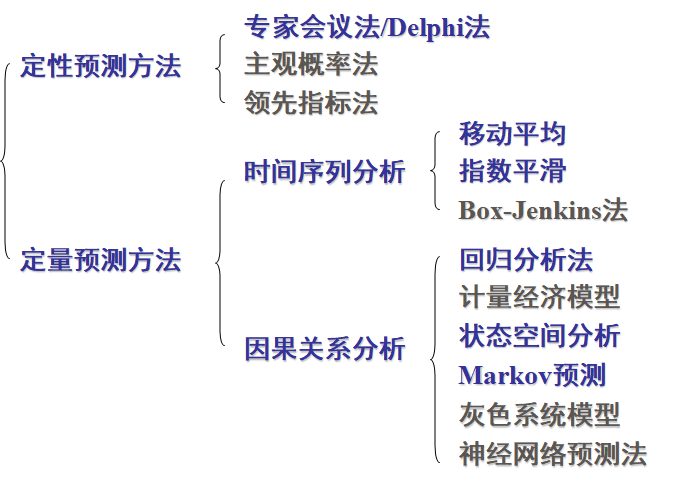 定性预测方法
专家会议法/Delphi法
主观概率法
领先指标法
定量预测方法
时间序列分析
移动平均
指数平滑
Box-Jenkins法
因果关系分析
回归分析法
计量经济模型
状态空间分析
Markov预测
灰色系统模型
神经网络预测法